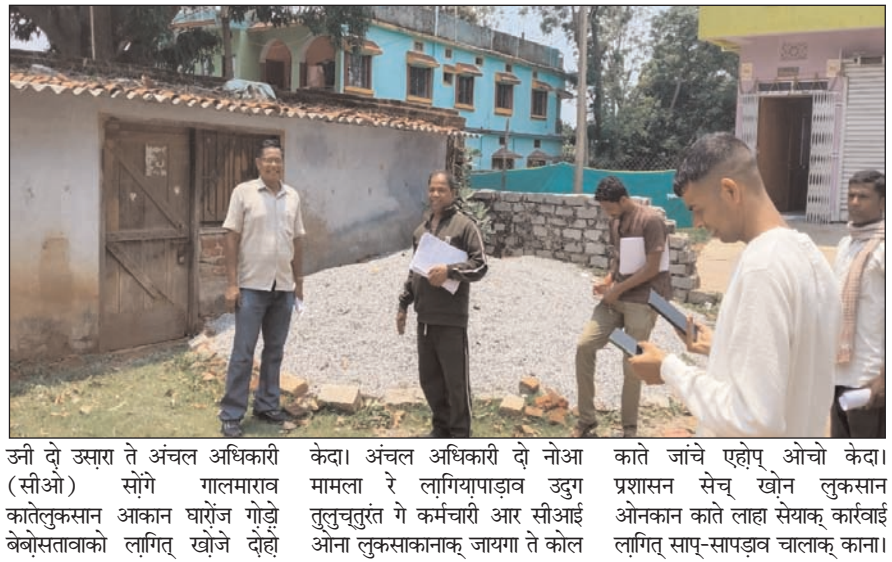 उनी दो उसा़रा ते अंचल अधिकारी
(सीओ) सों़गे गालमाराव
कातेलुकसान आकान घारों़ज गो़ड़ो़
बेबो़सतावाको ला़गित् खो़जे दो़हो़
केदा। अंचल अधिकारी दो़ नोआ
मामला रे ला़गिया़पाड़ाव उदुग
तुलुच्तुरंत गे कर्मचारी आर सीआई
ओना लुकसाकानाक् जायगा ते कोल
काते जांचे एहो़प् ओचो केदा।
प्रशासन सेच् खो़न लुकसान
ओनकान काते लाहा सेयाक् कार्रवाई
ला़गित् साप्-सापड़ाव चालाक् काना।